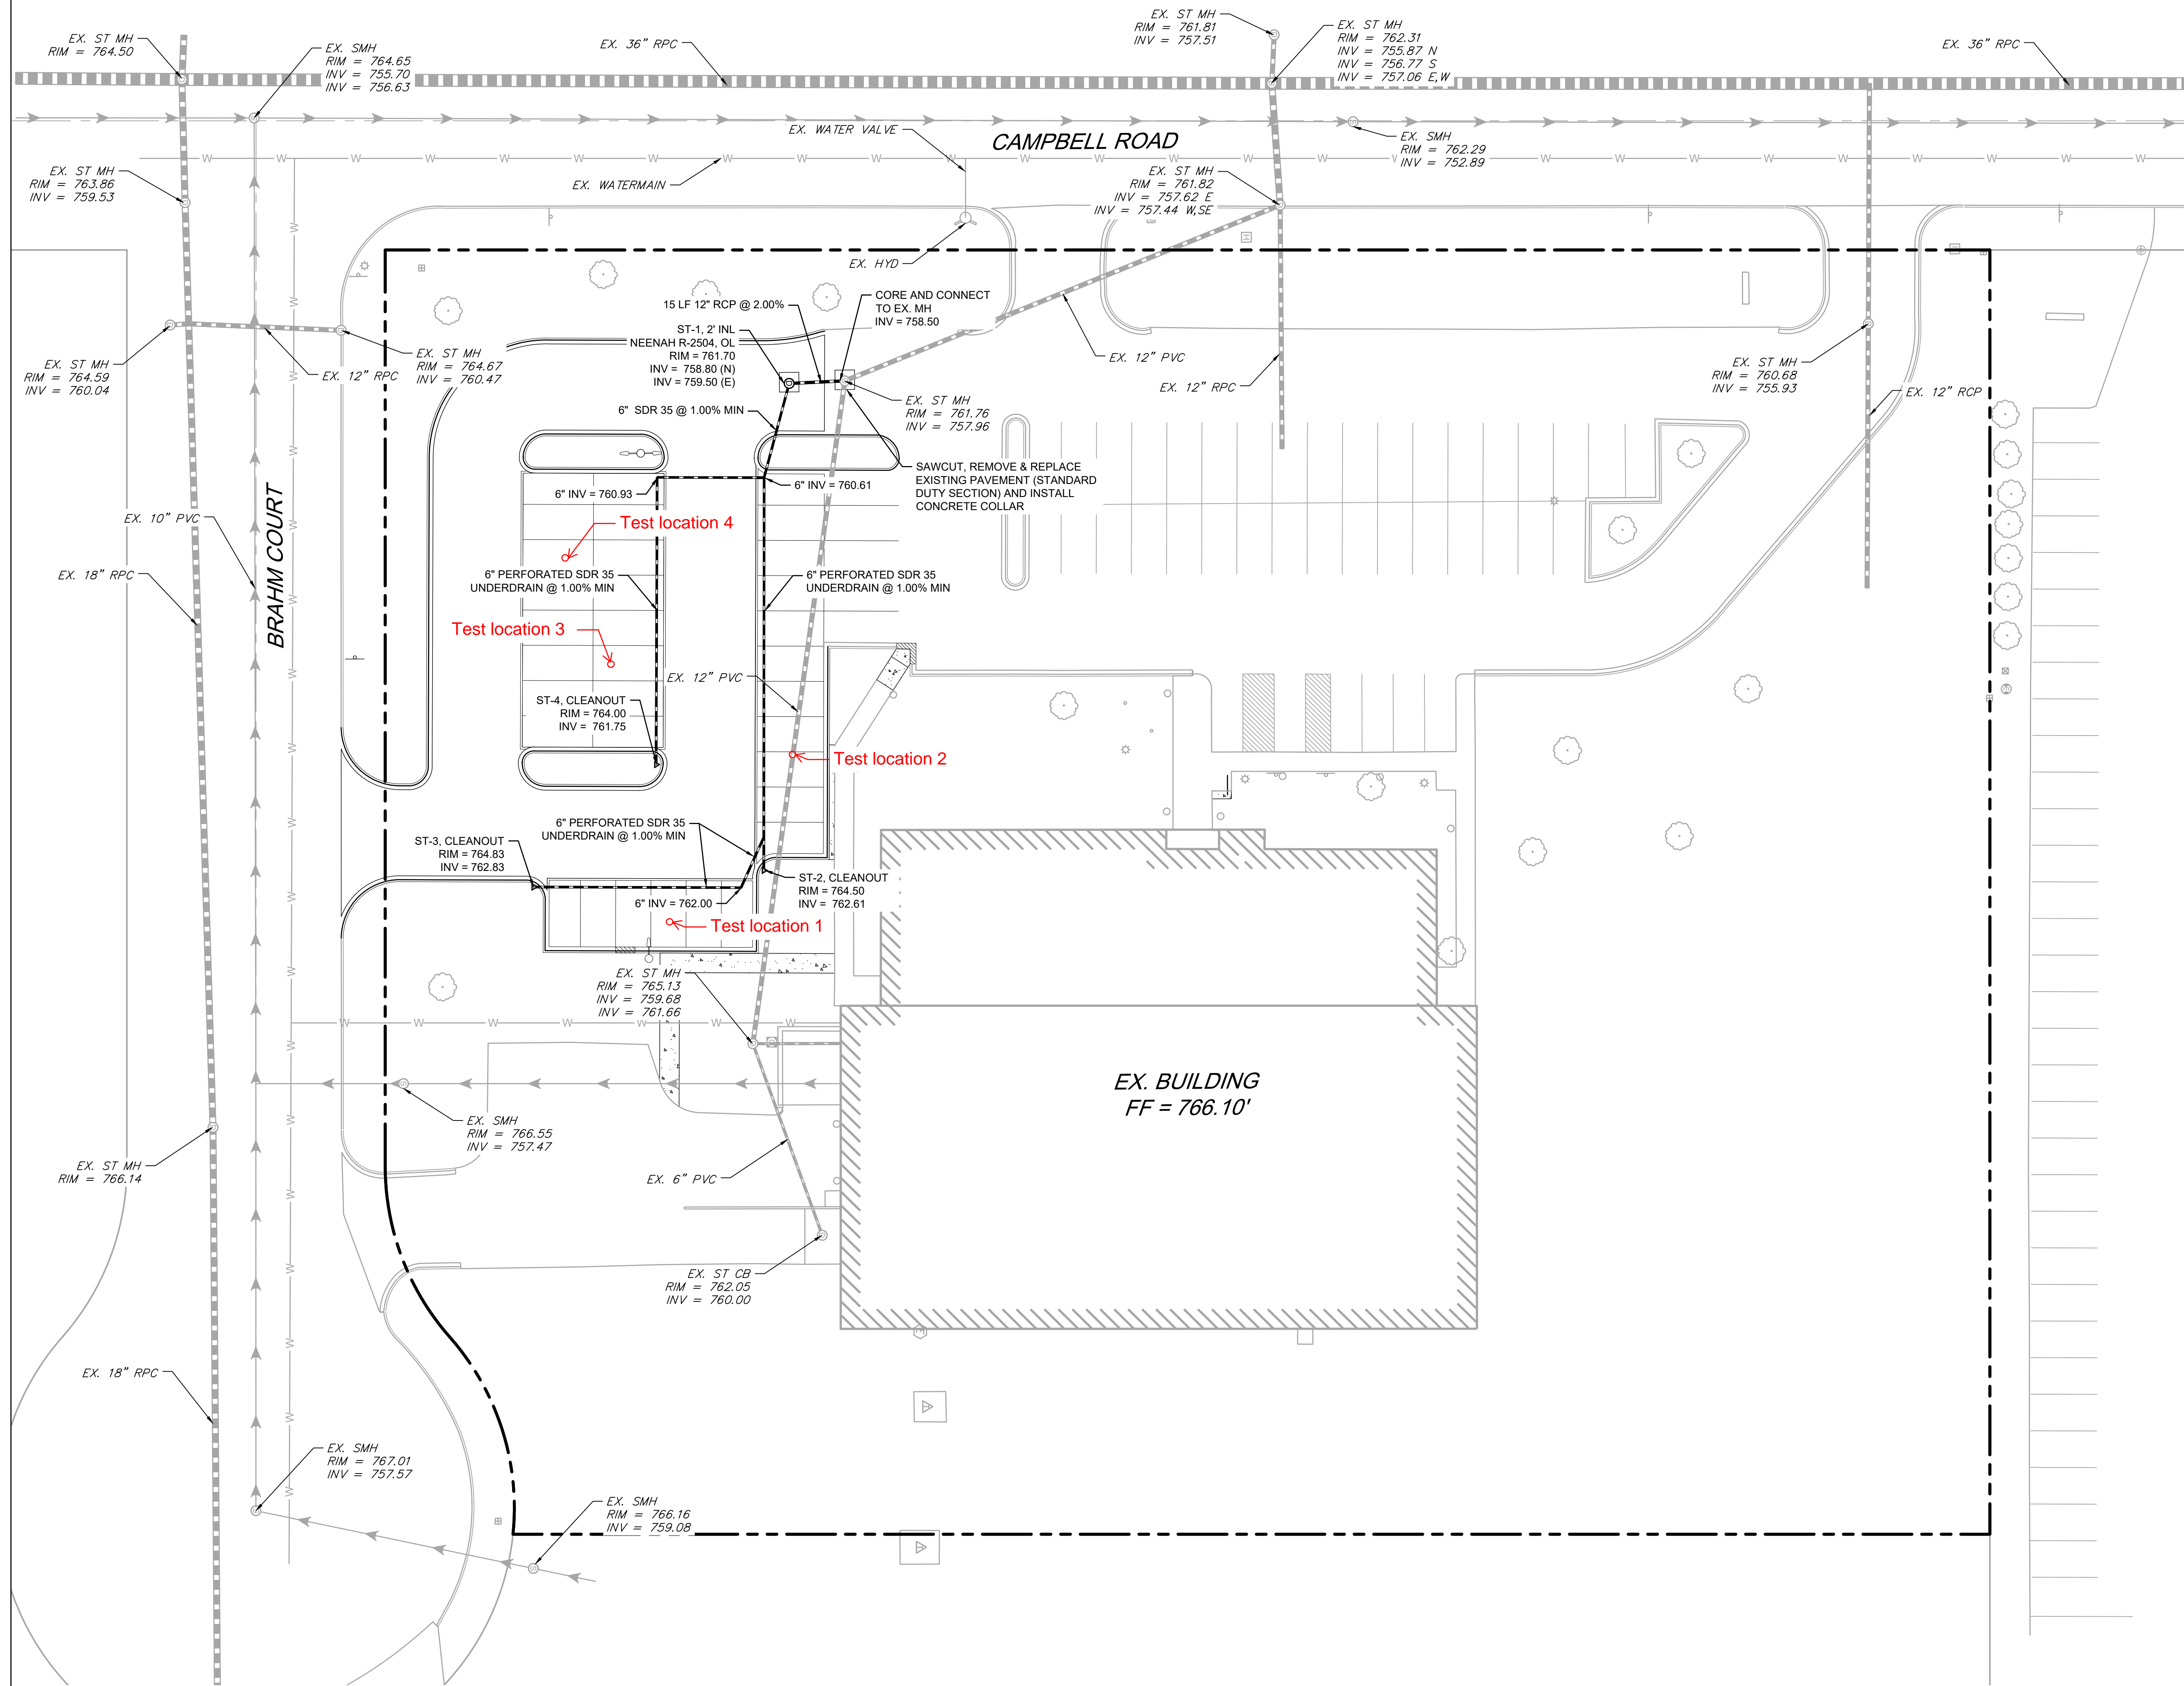 EX. ST MH
RIM = 764.50
EX. SMH
RIM = 764.65
INV = 755.70
INV = 756.63
EX. 36" RPC
EX. ST MH
RIM = 761.81
INV = 757.51
EX. ST MH
RIM = 762.31
INV = 755.87 N
INV = 756.77 S
INV = 757.06 E,W
EX. 36" RPC
EX. WATER VALVE
CAMPBELL ROAD
EX. SMH
RIM = 762.29
INV = 752.89
EX. ST MH
RIM = 763.86
INV = 759.53
EX. WATERMAIN
EX. ST MH
RIM = 761.82
INV = 757.62 E
INV = 757.44 W,SE
EX. HYD
15 LF 12" RCP @ 2.00%
CORE AND CONNECT
TO EX. MH
INV = 758.50
ST-1, 2' INL
NEENAH R-2504, OL
RIM = 761.70
INV = 758.80 (N)
INV = 759.50 (E)
EX. ST MH
RIM = 764.59
INV = 760.04
EX. 12" RPC
EX. ST MH
RIM = 764.67
INV = 760.47
EX. 12" PVC
EX. 12" RPC
EX. ST MH
RIM = 760.68
INV = 755.93
EX. 12" RCP
6" SDR 35 @ 1.00% MIN
EX. ST MH
RIM = 761.76
INV = 757.96
SAWCUT, REMOVE & REPLACE
EXISTING PAVEMENT (STANDARD
DUTY SECTION) AND INSTALL
CONCRETE COLLAR
6" INV = 760.93
6" INV = 760.61
EX. 10" PVC
BRAHM COURT
Test location 4
EX. 18" RPC
6" PERFORATED SDR 35
UNDERDRAIN @ 1.00% MIN
6" PERFORATED SDR 35
UNDERDRAIN @ 1.00% MIN
Test location 3
EX. 12" PVC
ST-4, CLEANOUT
RIM = 764.00
INV = 761.75
Test location 2
6" PERFORATED SDR 35
UNDERDRAIN @ 1.00% MIN
ST-3, CLEANOUT
RIM = 764.83
INV = 762.83
ST-2, CLEANOUT
RIM = 764.50
INV = 762.61
6" INV = 762.00
Test location 1
EX. ST MH
RIM = 765.13
INV = 759.68
INV = 761.66
EX. BUILDING
FF = 766.10'
EX. SMH
RIM = 766.55
INV = 757.47
EX. ST MH
RIM = 766.14
EX. 6" PVC
EX. ST CB
RIM = 762.05
INV = 760.00
EX. 18" RPC
EX. SMH
RIM = 767.01
INV = 757.57
EX. SMH
RIM = 766.16
INV = 759.08